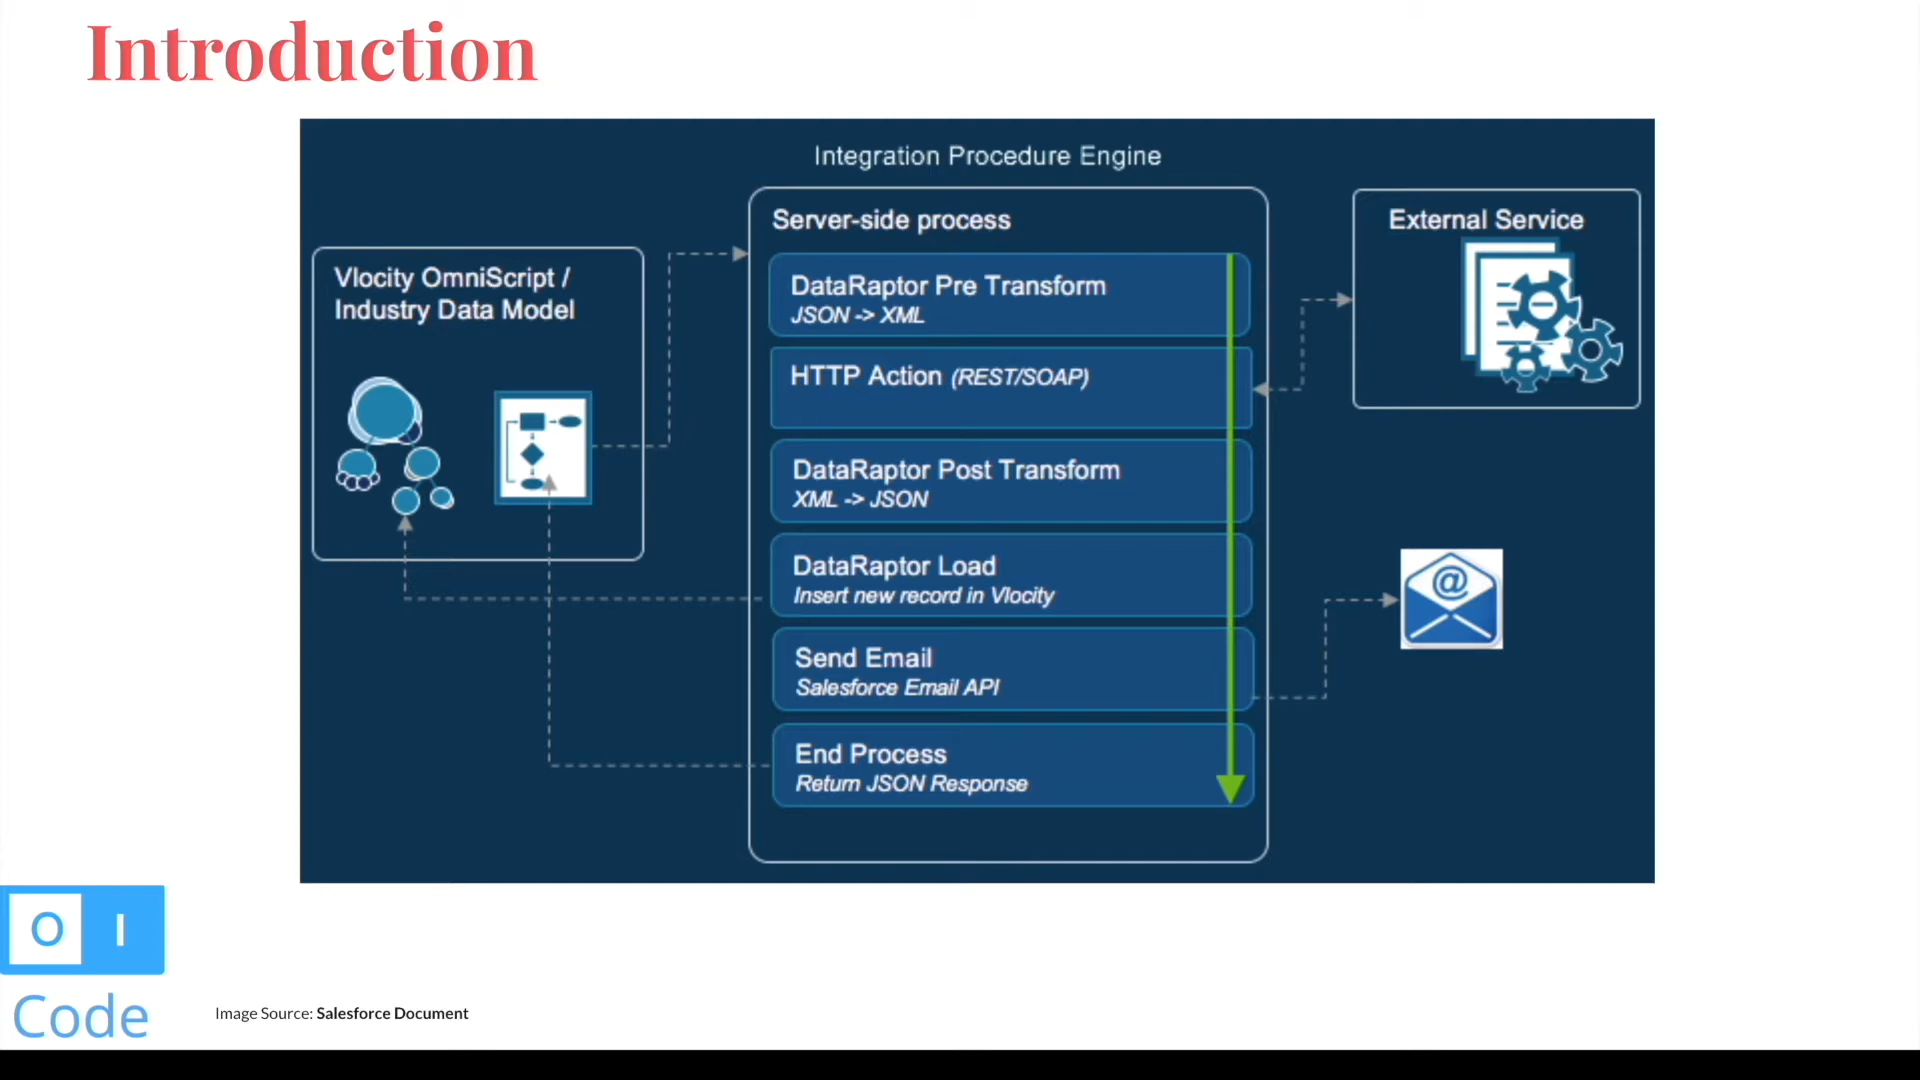 Introduction
Integration Procedure Engine
Server-side process
External Service
Vlocity OmniScript /
Industry Data Model
DataRaptor Pre Transform
JSON -> XML
HTTP Action (REST/SOAP)
DataRaptor Post Transform
XML -> JSON
DataRaptor Load
Insert new record in Vlocity
@
Send Email
Salesforce Email API
End Process
Return JSON Response
O I
Code
Image Source: Salesforce Document